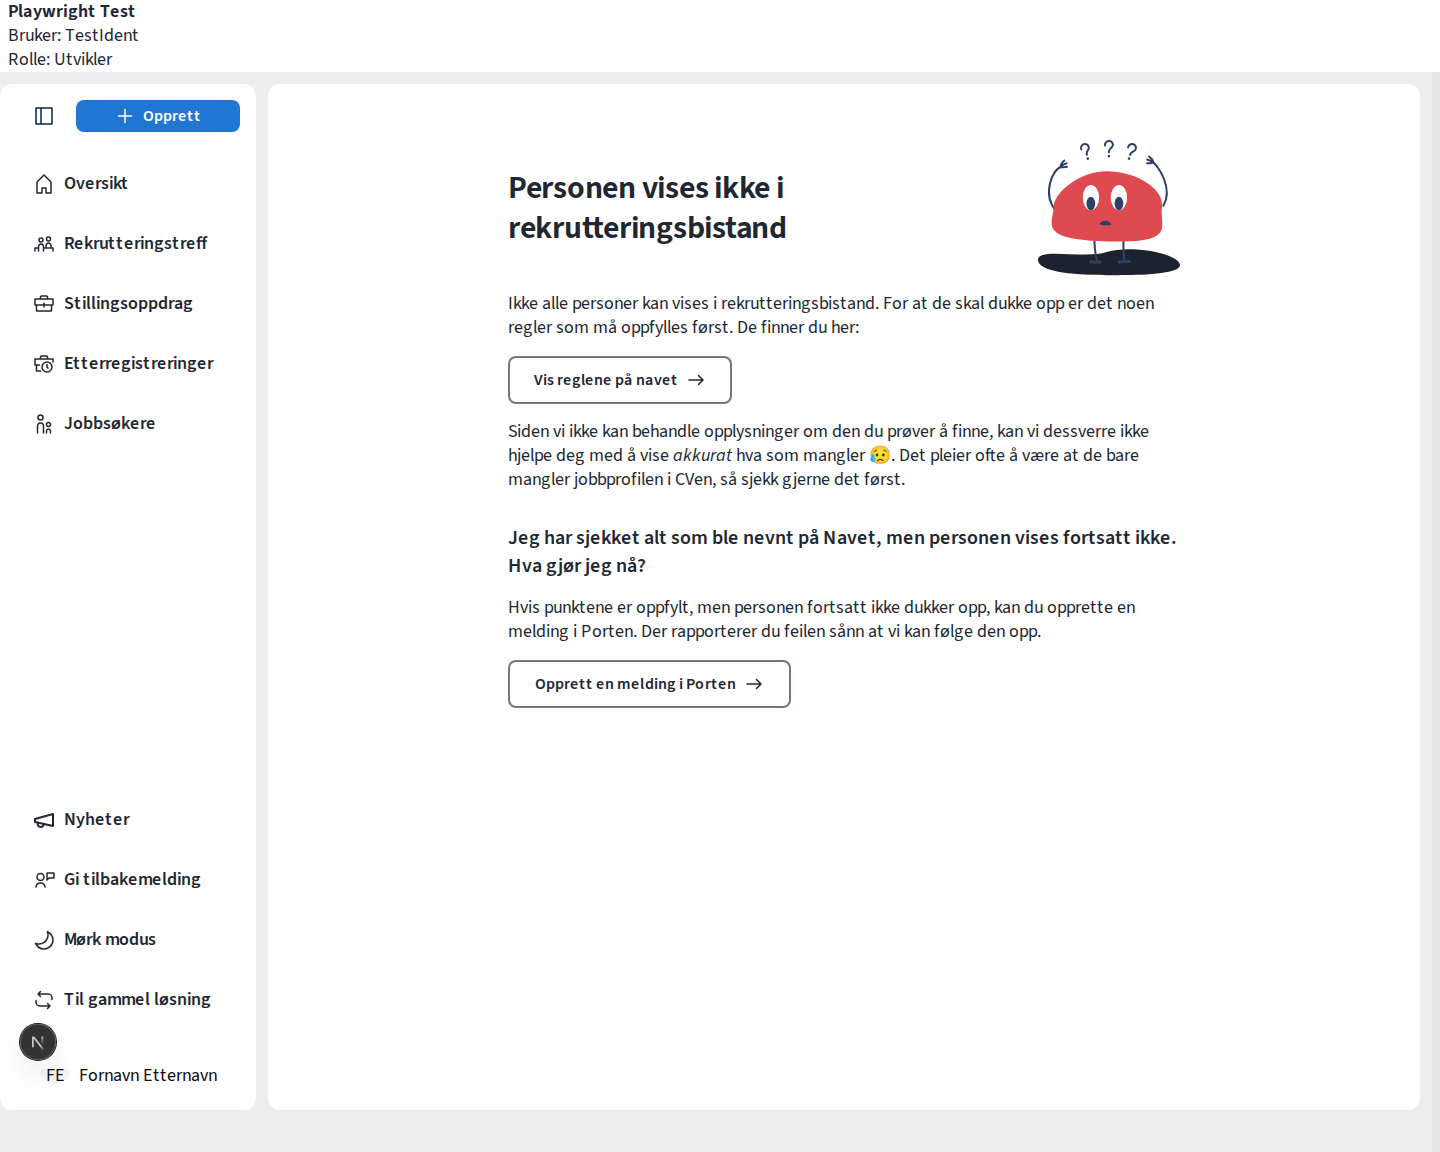 Playwright Test
Bruker: TestIdent
Rolle: Utvikler
Opprett
Oversikt
Rekrutteringstreff
Stillingsoppdrag
Etterregistreringer
Jobbsøkere
Nyheter
Gi tilbakemelding
Mørk modus
Til gammel løsning
N
FE Fornavn Etternavn
? ? ?
Personen vises ikke i
rekrutteringsbistand
Ikke alle personer kan vises i rekrutteringsbistand. For at de skal dukke opp er det noen
regler som må oppfylles først. De finner du her:
Vis reglene på navet
Siden vi ikke kan behandle opplysninger om den du prøver å finne, kan vi dessverre ikke
hjelpe deg med å vise akkurat hva som mangler 😥. Det pleier ofte å være at de bare
mangler jobbprofilen i CVen, så sjekk gjerne det først.
Jeg har sjekket alt som ble nevnt på Navet, men personen vises fortsatt ikke.
Hva gjør jeg nå?
Hvis punktene er oppfylt, men personen fortsatt ikke dukker opp, kan du opprette en
melding i Porten. Der rapporterer du feilen sånn at vi kan følge den opp.
Opprett en melding i Porten